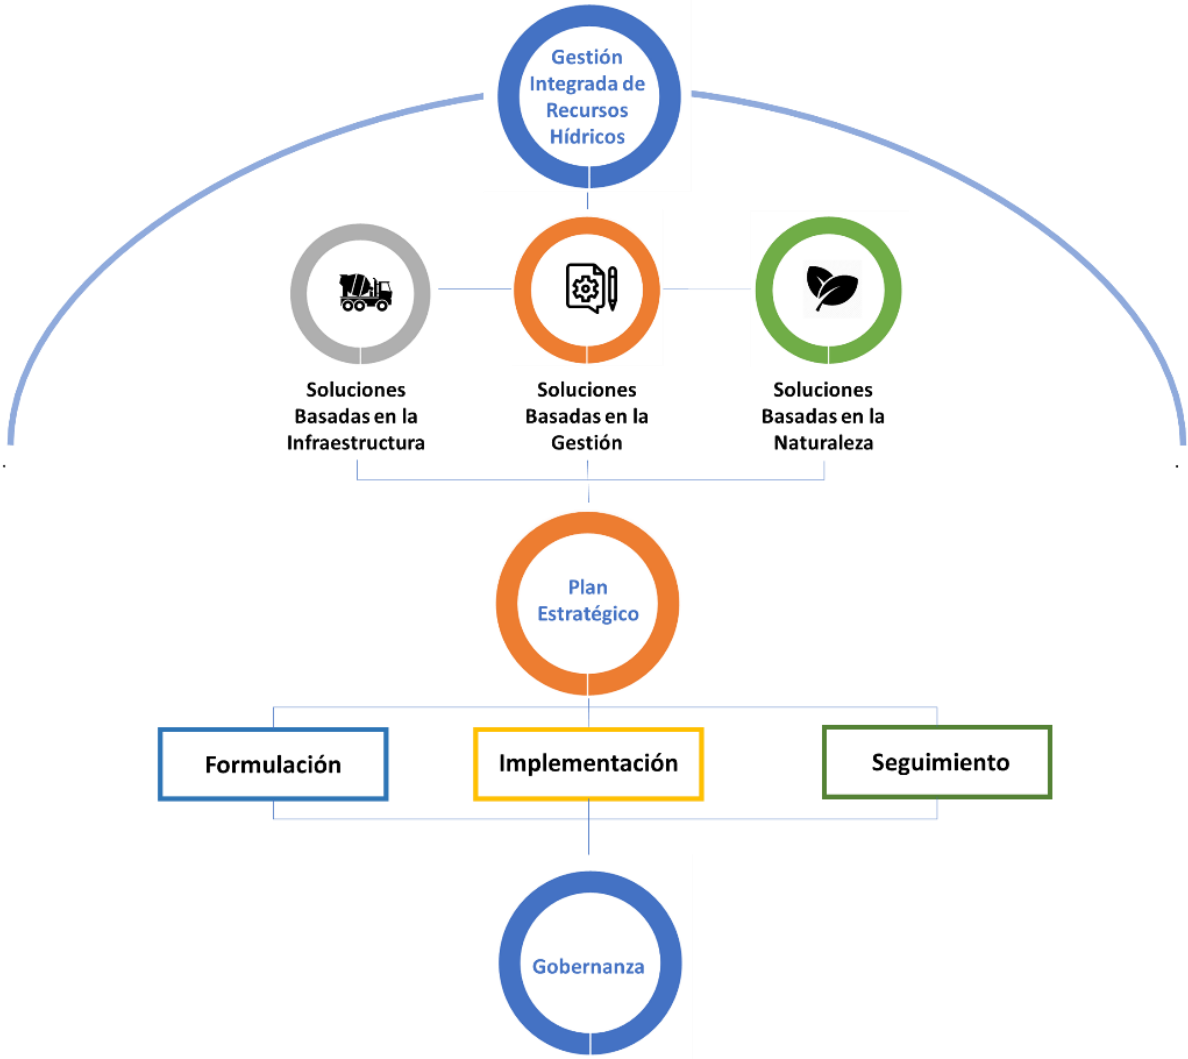 Gestión
Integrada de
Recursos
Hídricos
Soluciones
Basadas en la
Infraestructura
Soluciones
Basadas en la
Gestión
Soluciones
Basadas en la
Naturaleza
.
.
Plan
Estratégico
Formulación
Implementación
Seguimiento
Gobernanza